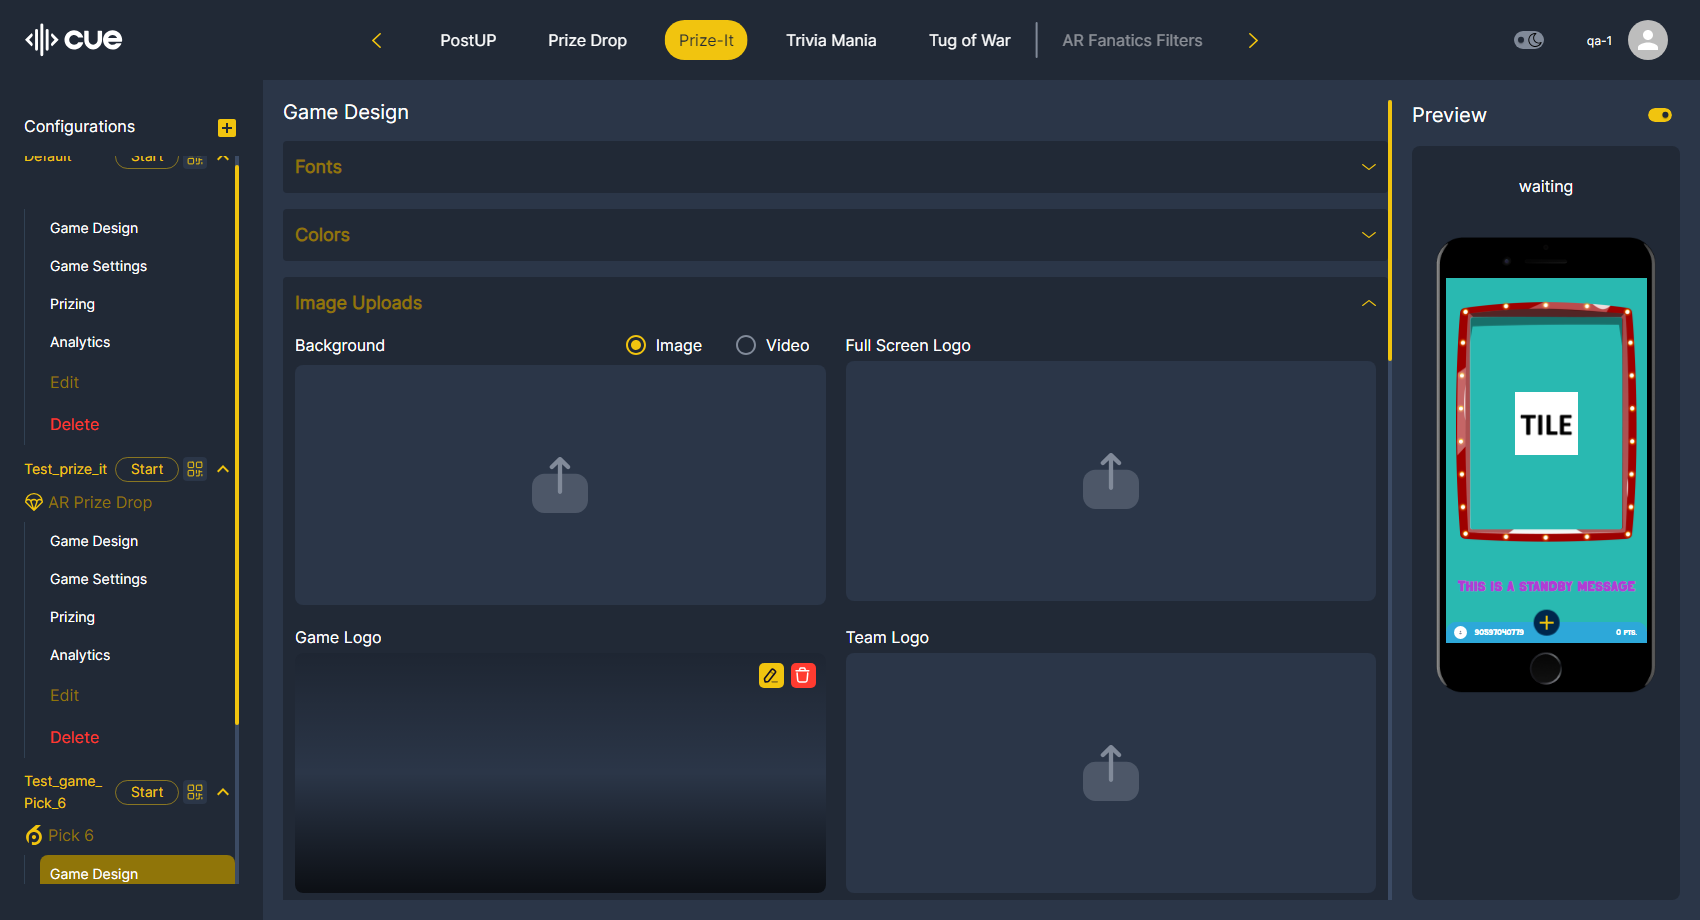 cue
PostUP
Prize Drop
Prize-It
Trivia Mania
Tug of War
AR Fanatics Filters
qa-1
Configurations
Default
Start
Game Design
Game Settings
Prizing
Analytics
Edit
Delete
Test_prize_it
Start
AR Prize Drop
Game Design
Game Settings
Prizing
Analytics
Edit
Delete
Test_game_
Pick_6
Start
Pick 6
Game Design
Game Design
Fonts
Colors
Image Uploads
Background
Image
Video
Full Screen Logo
Game Logo
Team Logo
Preview
waiting
TILE
THIS IS A STANDBY MESSAGE
90597040779
0 PTS.